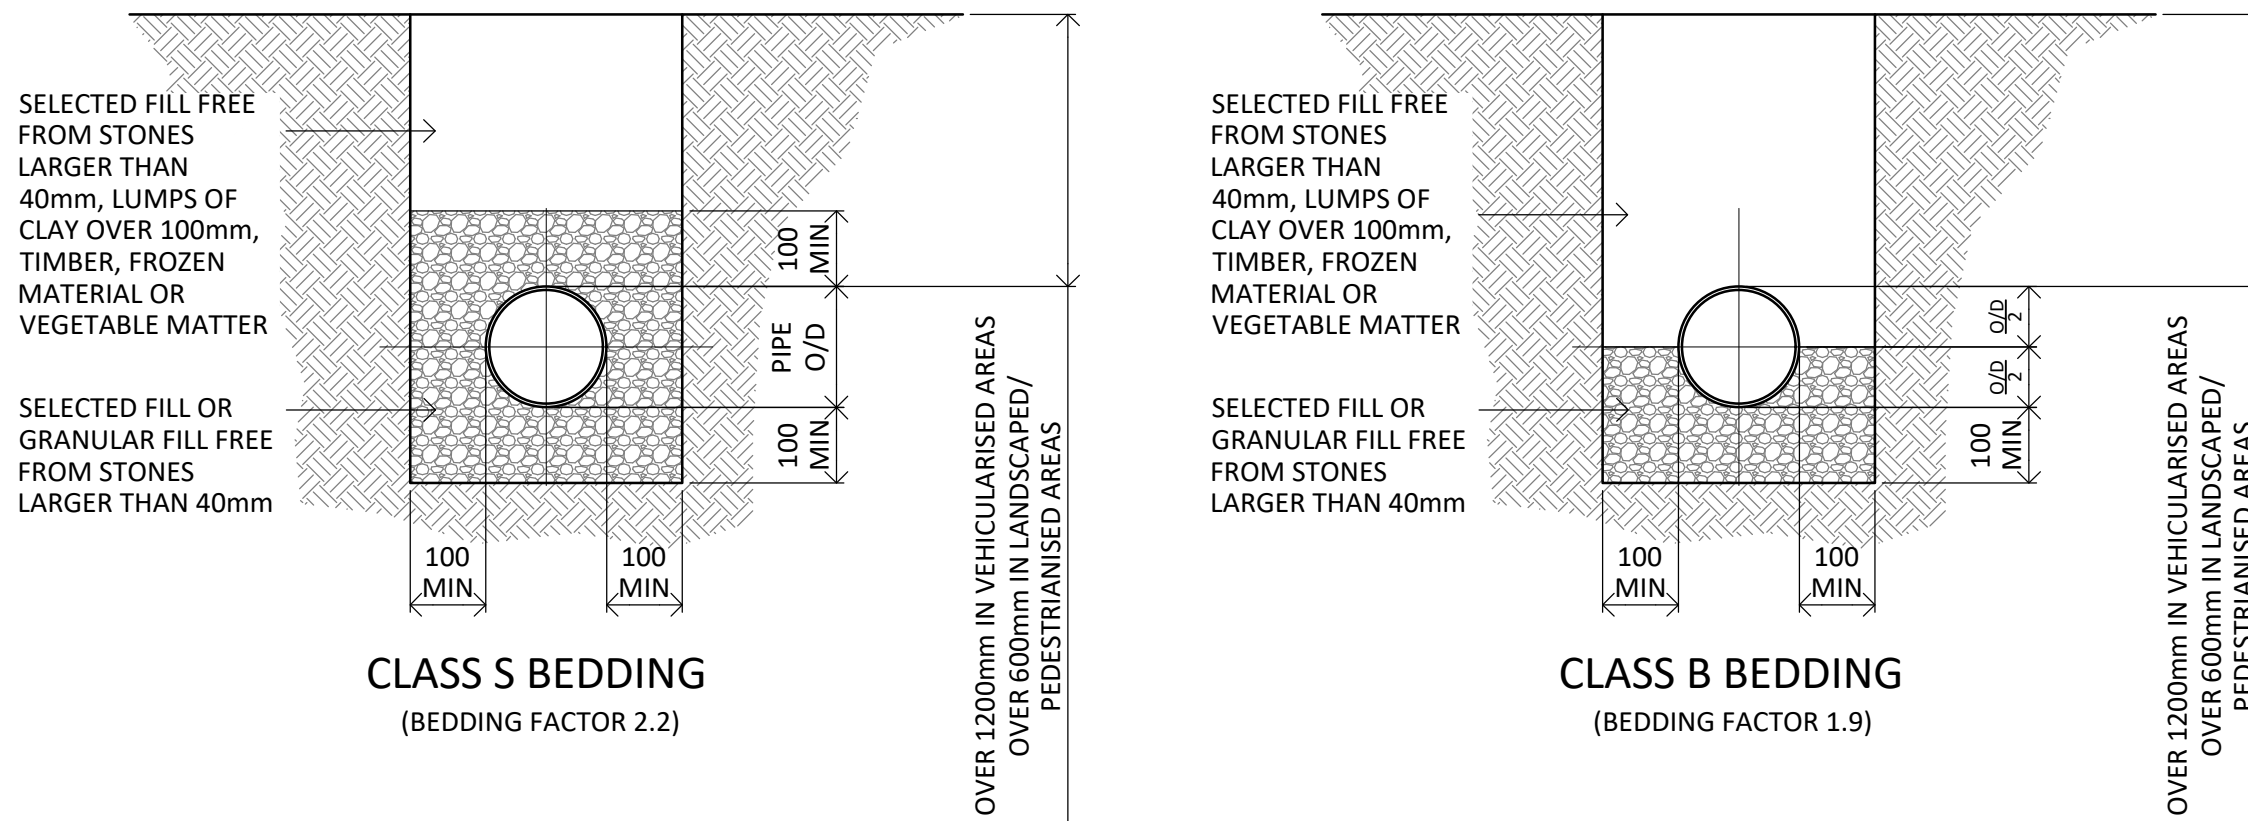 SELECTED FILL FREE
FROM STONES
LARGER THAN
40mm, LUMPS OF
CLAY OVER 100mm,
TIMBER, FROZEN
MATERIAL OR
VEGETABLE MATTER
SELECTED FILL OR
GRANULAR FILL FREE
FROM STONES
LARGER THAN 40mm
100
MIN
PIPE
O/D
100
MIN
100
MIN
100
MIN
OVER 1200mm IN VEHICULARISED AREAS
OVER 600mm IN LANDSCAPED/
PEDESTRIANISED AREAS
CLASS S BEDDING
(BEDDING FACTOR 2.2)
SELECTED FILL FREE
FROM STONES
LARGER THAN
40mm, LUMPS OF
CLAY OVER 100mm,
TIMBER, FROZEN
MATERIAL OR
VEGETABLE MATTER
SELECTED FILL OR
GRANULAR FILL FREE
FROM STONES
LARGER THAN 40mm
O/D
2
O/D
2
100
MIN
100
MIN
100
MIN
OVER 1200mm IN VEHICULARISED AREAS
OVER 600mm IN LANDSCAPED/
PEDESTRIANISED AREAS
CLASS B BEDDING
(BEDDING FACTOR 1.9)